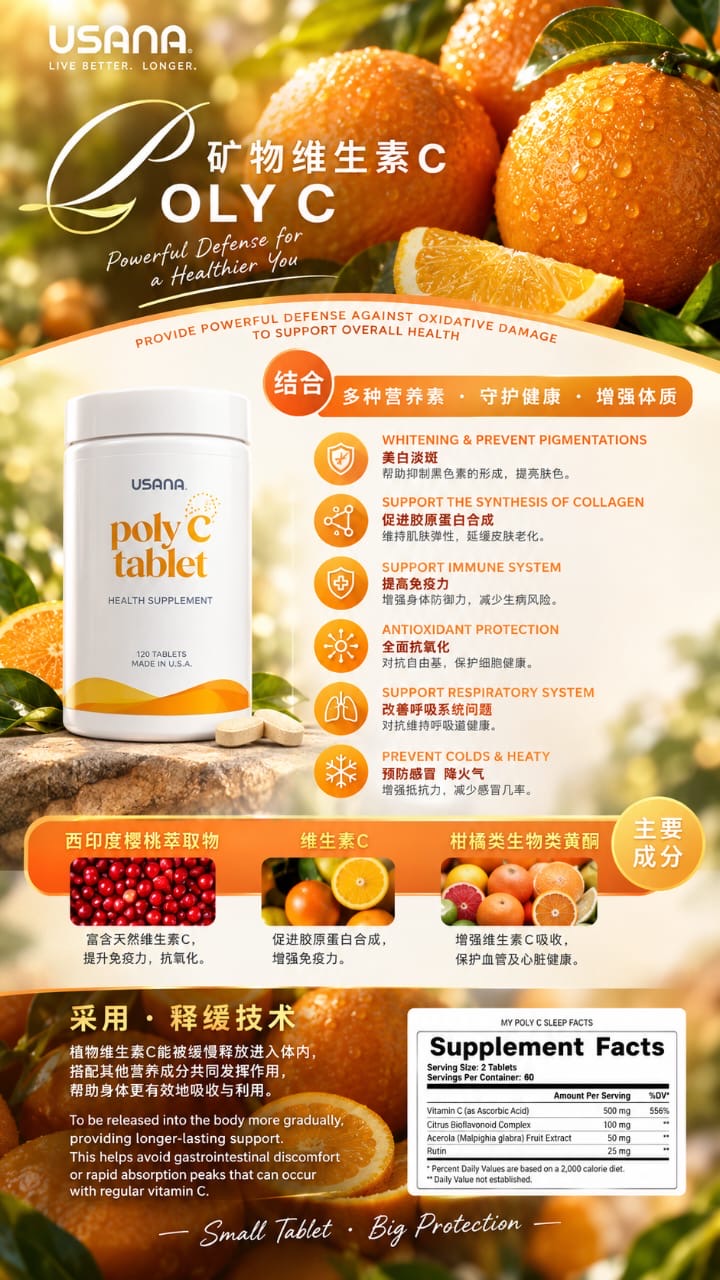 USANA.
LIVE BETTER. LONGER.
矿物维生素C
POLY C
Powerful Defense for
a Healthier You
PROVIDE POWERFUL DEFENSE AGAINST OXIDATIVE DAMAGE
TO SUPPORT OVERALL HEALTH
结合
多种营养素 · 守护健康 · 增强体质
USANA.
poly C
tablet
HEALTH SUPPLEMENT
120 TABLETS
MADE IN U.S.A.
WHITENING & PREVENT PIGMENTATIONS
美白淡斑
帮助抑制黑色素的形成，提亮肤色。
SUPPORT THE SYNTHESIS OF COLLAGEN
促进胶原蛋白合成
维持肌肤弹性，延缓皮肤老化。
SUPPORT IMMUNE SYSTEM
提高免疫力
增强身体防御力，减少生病风险。
ANTIOXIDANT PROTECTION
全面抗氧化
对抗自由基，保护细胞健康。
SUPPORT RESPIRATORY SYSTEM
改善呼吸系统问题
对抗维持呼吸道健康。
PREVENT COLDS & HEATY
预防感冒 降火气
增强抵抗力，减少感冒几率。
主要
成分
西印度樱桃萃取物
富含天然维生素C，
提升免疫力，抗氧化。
维生素C
促进胶原蛋白合成，
增强免疫力。
柑橘类生物类黄酮
增强维生素C吸收，
保护血管及心脏健康。
采用 · 释缓技术
植物维生素C能被缓慢释放进入体内，
搭配其他营养成分共同发挥作用，
帮助身体更有效地吸收与利用。
To be released into the body more gradually,
providing longer-lasting support.
This helps avoid gastrointestinal discomfort
or rapid absorption peaks that can occur
with regular vitamin C.
MY POLY C SLEEP FACTS
Supplement Facts
Serving Size: 2 Tablets
Servings Per Container: 60
Amount Per Serving %DV*
Vitamin C (as Ascorbic Acid) 500 mg 556%
Citrus Bioflavonoid Complex 100 mg **
Acerola (Malpighia glabra) Fruit Extract 50 mg **
Rutin 25 mg **
* Percent Daily Values are based on a 2,000 calorie diet.
** Daily Value not established.
Small Tablet · Big Protection